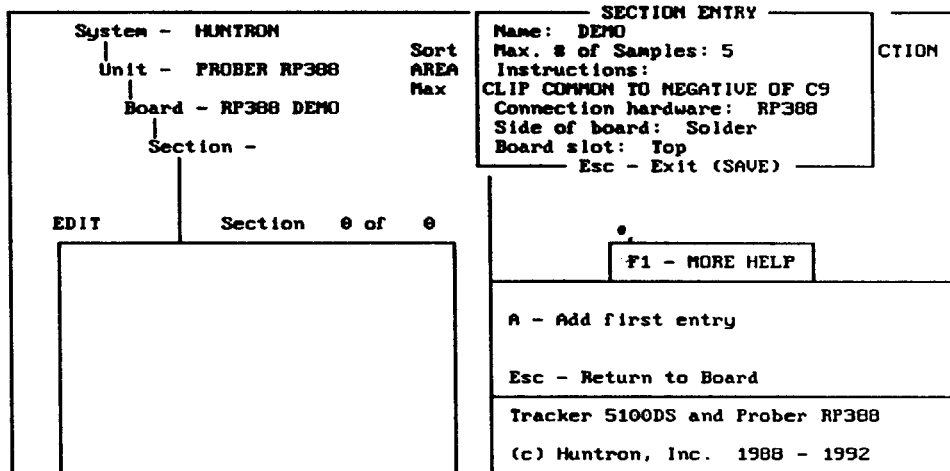 System - HUNTRON
Unit - PROBER RP388
Board - RP388 DEMO
Section -
Sort
AREA
Max
SECTION ENTRY
Name: DEMO
Max. # of Samples: 5
Instructions:
CLIP COMMON TO NEGATIVE OF C9
Connection hardware: RP388
Side of board: Solder
Board slot: Top
Esc - Exit (SAVE)
CTION
EDIT Section 0 of 0
F1 - MORE HELP
A - Add first entry
Esc - Return to Board
Tracker 5100DS and Prober RP388
(c) Huntron, Inc. 1988 - 1992